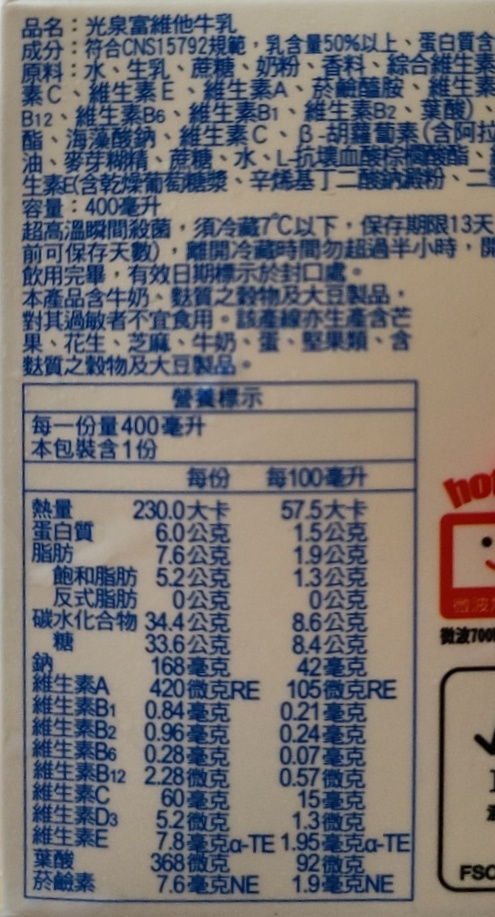 品名：光泉富維他牛乳
成分：符合CNS15792規範，乳含量50%以上、蛋白質含
原料：水、生乳、蔗糖、奶粉、香料、綜合維生素
素C、維生素E、維生素A、菸鹼醯胺、維生素
B12、維生素B6、維生素B1、維生素B2、葉酸)、
酯、海藻酸鈉、維生素C、β-胡蘿蔔素(含阿拉
油、麥芽糊精、蔗糖、水、L-抗壞血酸棕櫚酸酯、
生素E(含乾燥葡萄糖漿、辛烯基丁二酸鈉澱粉、二
容量：400毫升
超高溫瞬間殺菌，須冷藏7℃以下，保存期限13天
前可保存天數)，離開冷藏時間勿超過半小時，開
飲用完畢，有效日期標示於封口處。
本產品含牛奶、麩質之穀物及大豆製品，
對其過敏者不宜食用。該產線亦生產含芒
果、花生、芝麻、牛奶、蛋、堅果類、含
麩質之穀物及大豆製品。
營養標示
每一份量400毫升
本包裝含1份
每份 每100毫升
熱量 230.0大卡 57.5大卡
蛋白質 6.0公克 1.5公克
脂肪 7.6公克 1.9公克
飽和脂肪 5.2公克 1.3公克
反式脂肪 0公克 0公克
碳水化合物 34.4公克 8.6公克
糖 33.6公克 8.4公克
鈉 168毫克 42毫克
維生素A 420微克RE 105微克RE
維生素B1 0.84毫克 0.21毫克
維生素B2 0.96毫克 0.24毫克
維生素B6 0.28毫克 0.07毫克
維生素B12 2.28微克 0.57微克
維生素C 60毫克 15毫克
維生素D3 5.2微克 1.3微克
維生素E 7.8毫克α-TE 1.95毫克α-TE
葉酸 368微克 92微克
菸鹼素 7.6毫克NE 1.9毫克NE
微波
微波700
FSC